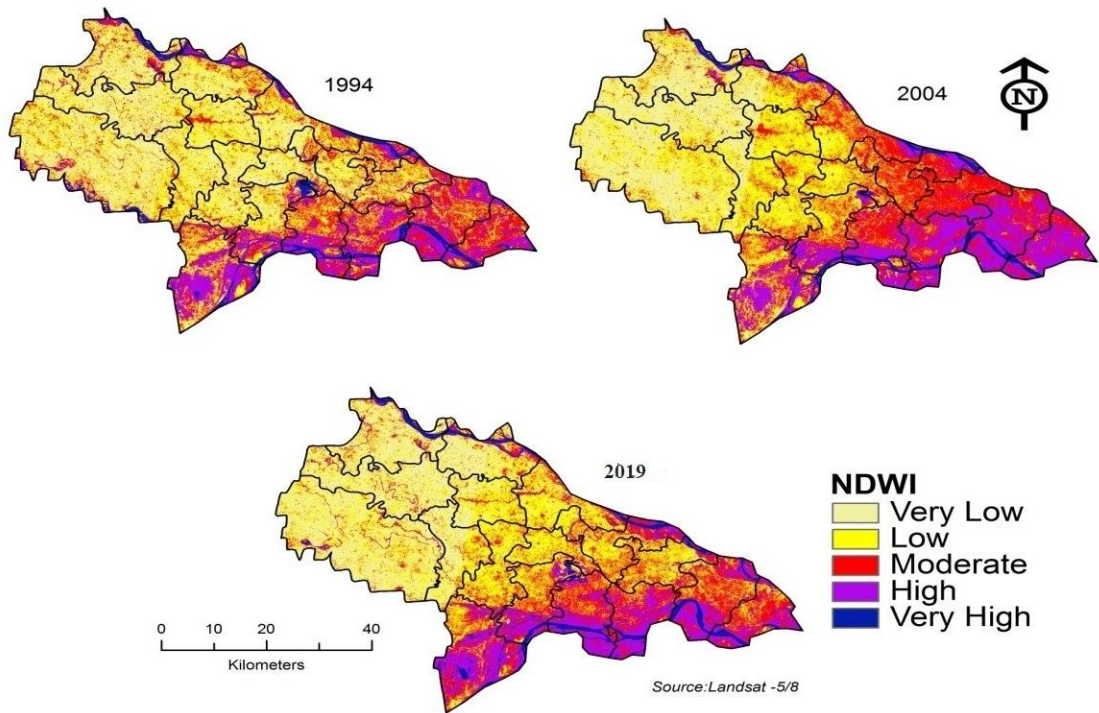 1994
2004
N
2019
NDWI
Very Low
Low
Moderate
High
Very High
0 10 20 40
Kilometers
Source:Landsat -5/8